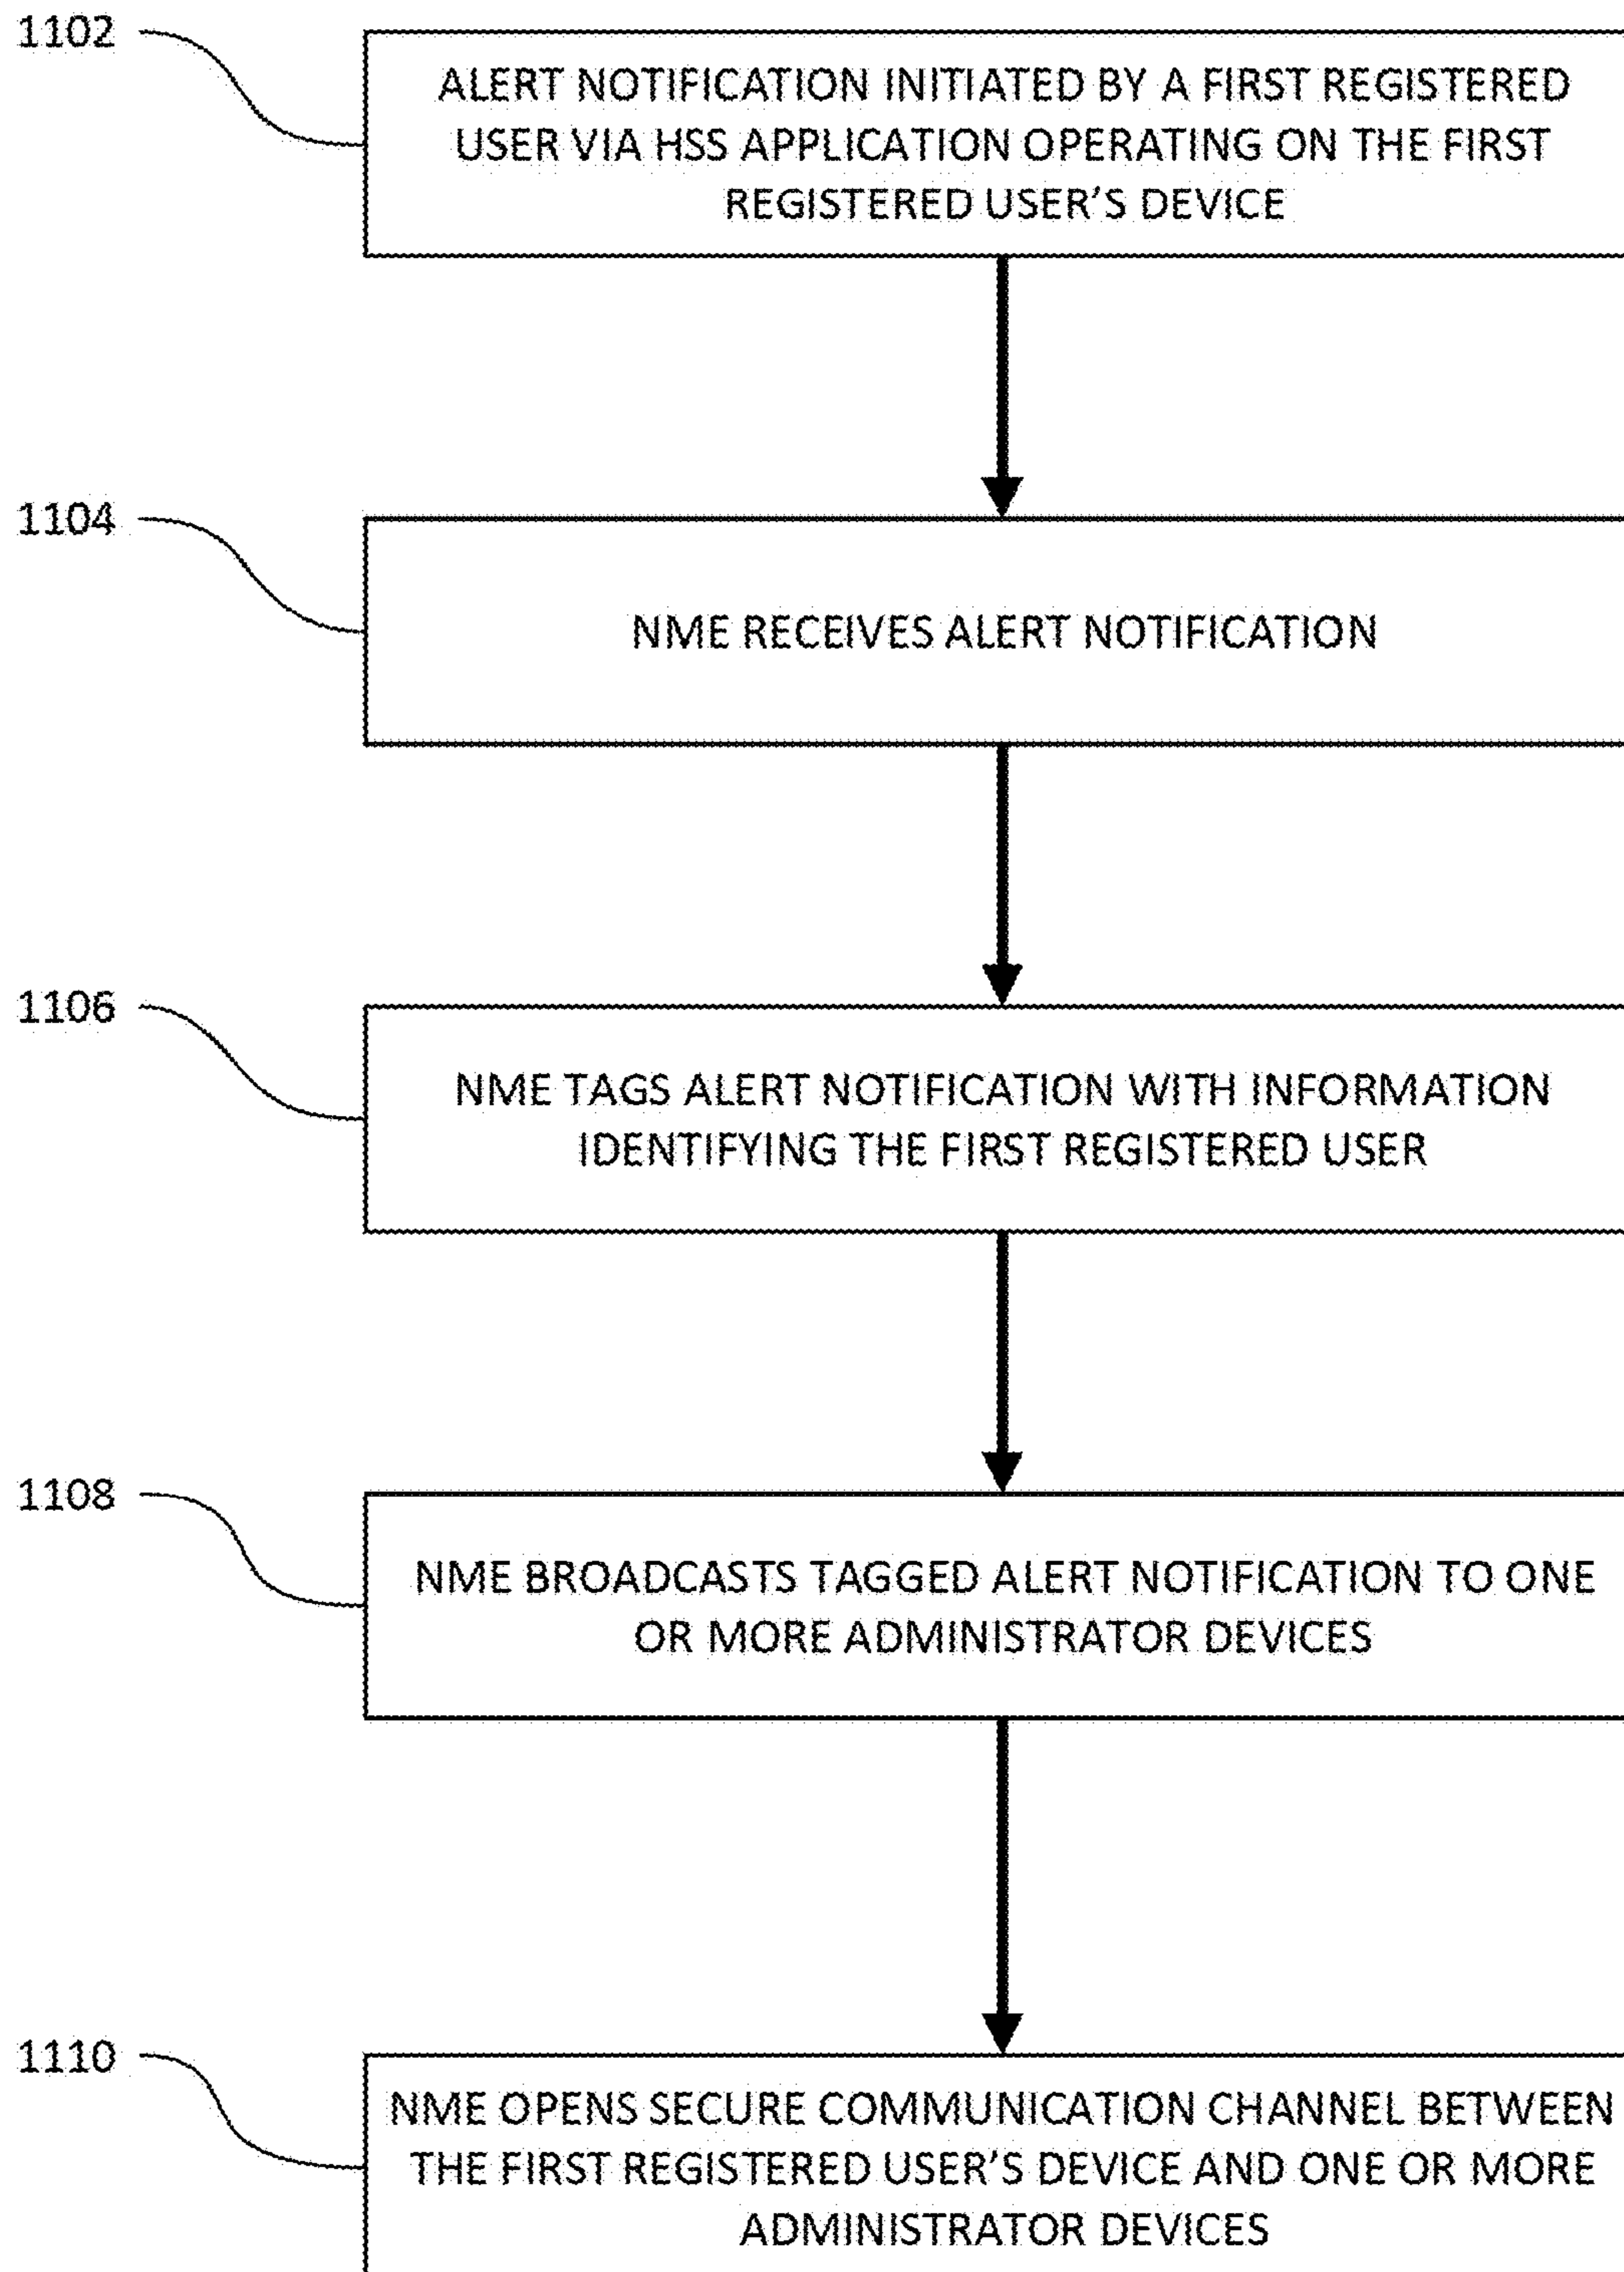 1102
ALERT NOTIFICATION INITIATED BY A FIRST REGISTERED
USER VIA HSS APPLICATION OPERATING ON THE FIRST
REGISTERED USER'S DEVICE
1104
NME RECEIVES ALERT NOTIFICATION
1106
NME TAGS ALERT NOTIFICATION WITH INFORMATION
IDENTIFYING THE FIRST REGISTERED USER
1108
NME BROADCASTS TAGGED ALERT NOTIFICATION TO ONE
OR MORE ADMINISTRATOR DEVICES
1110
NME OPENS SECURE COMMUNICATION CHANNEL BETWEEN
THE FIRST REGISTERED USER'S DEVICE AND ONE OR MORE
ADMINISTRATOR DEVICES